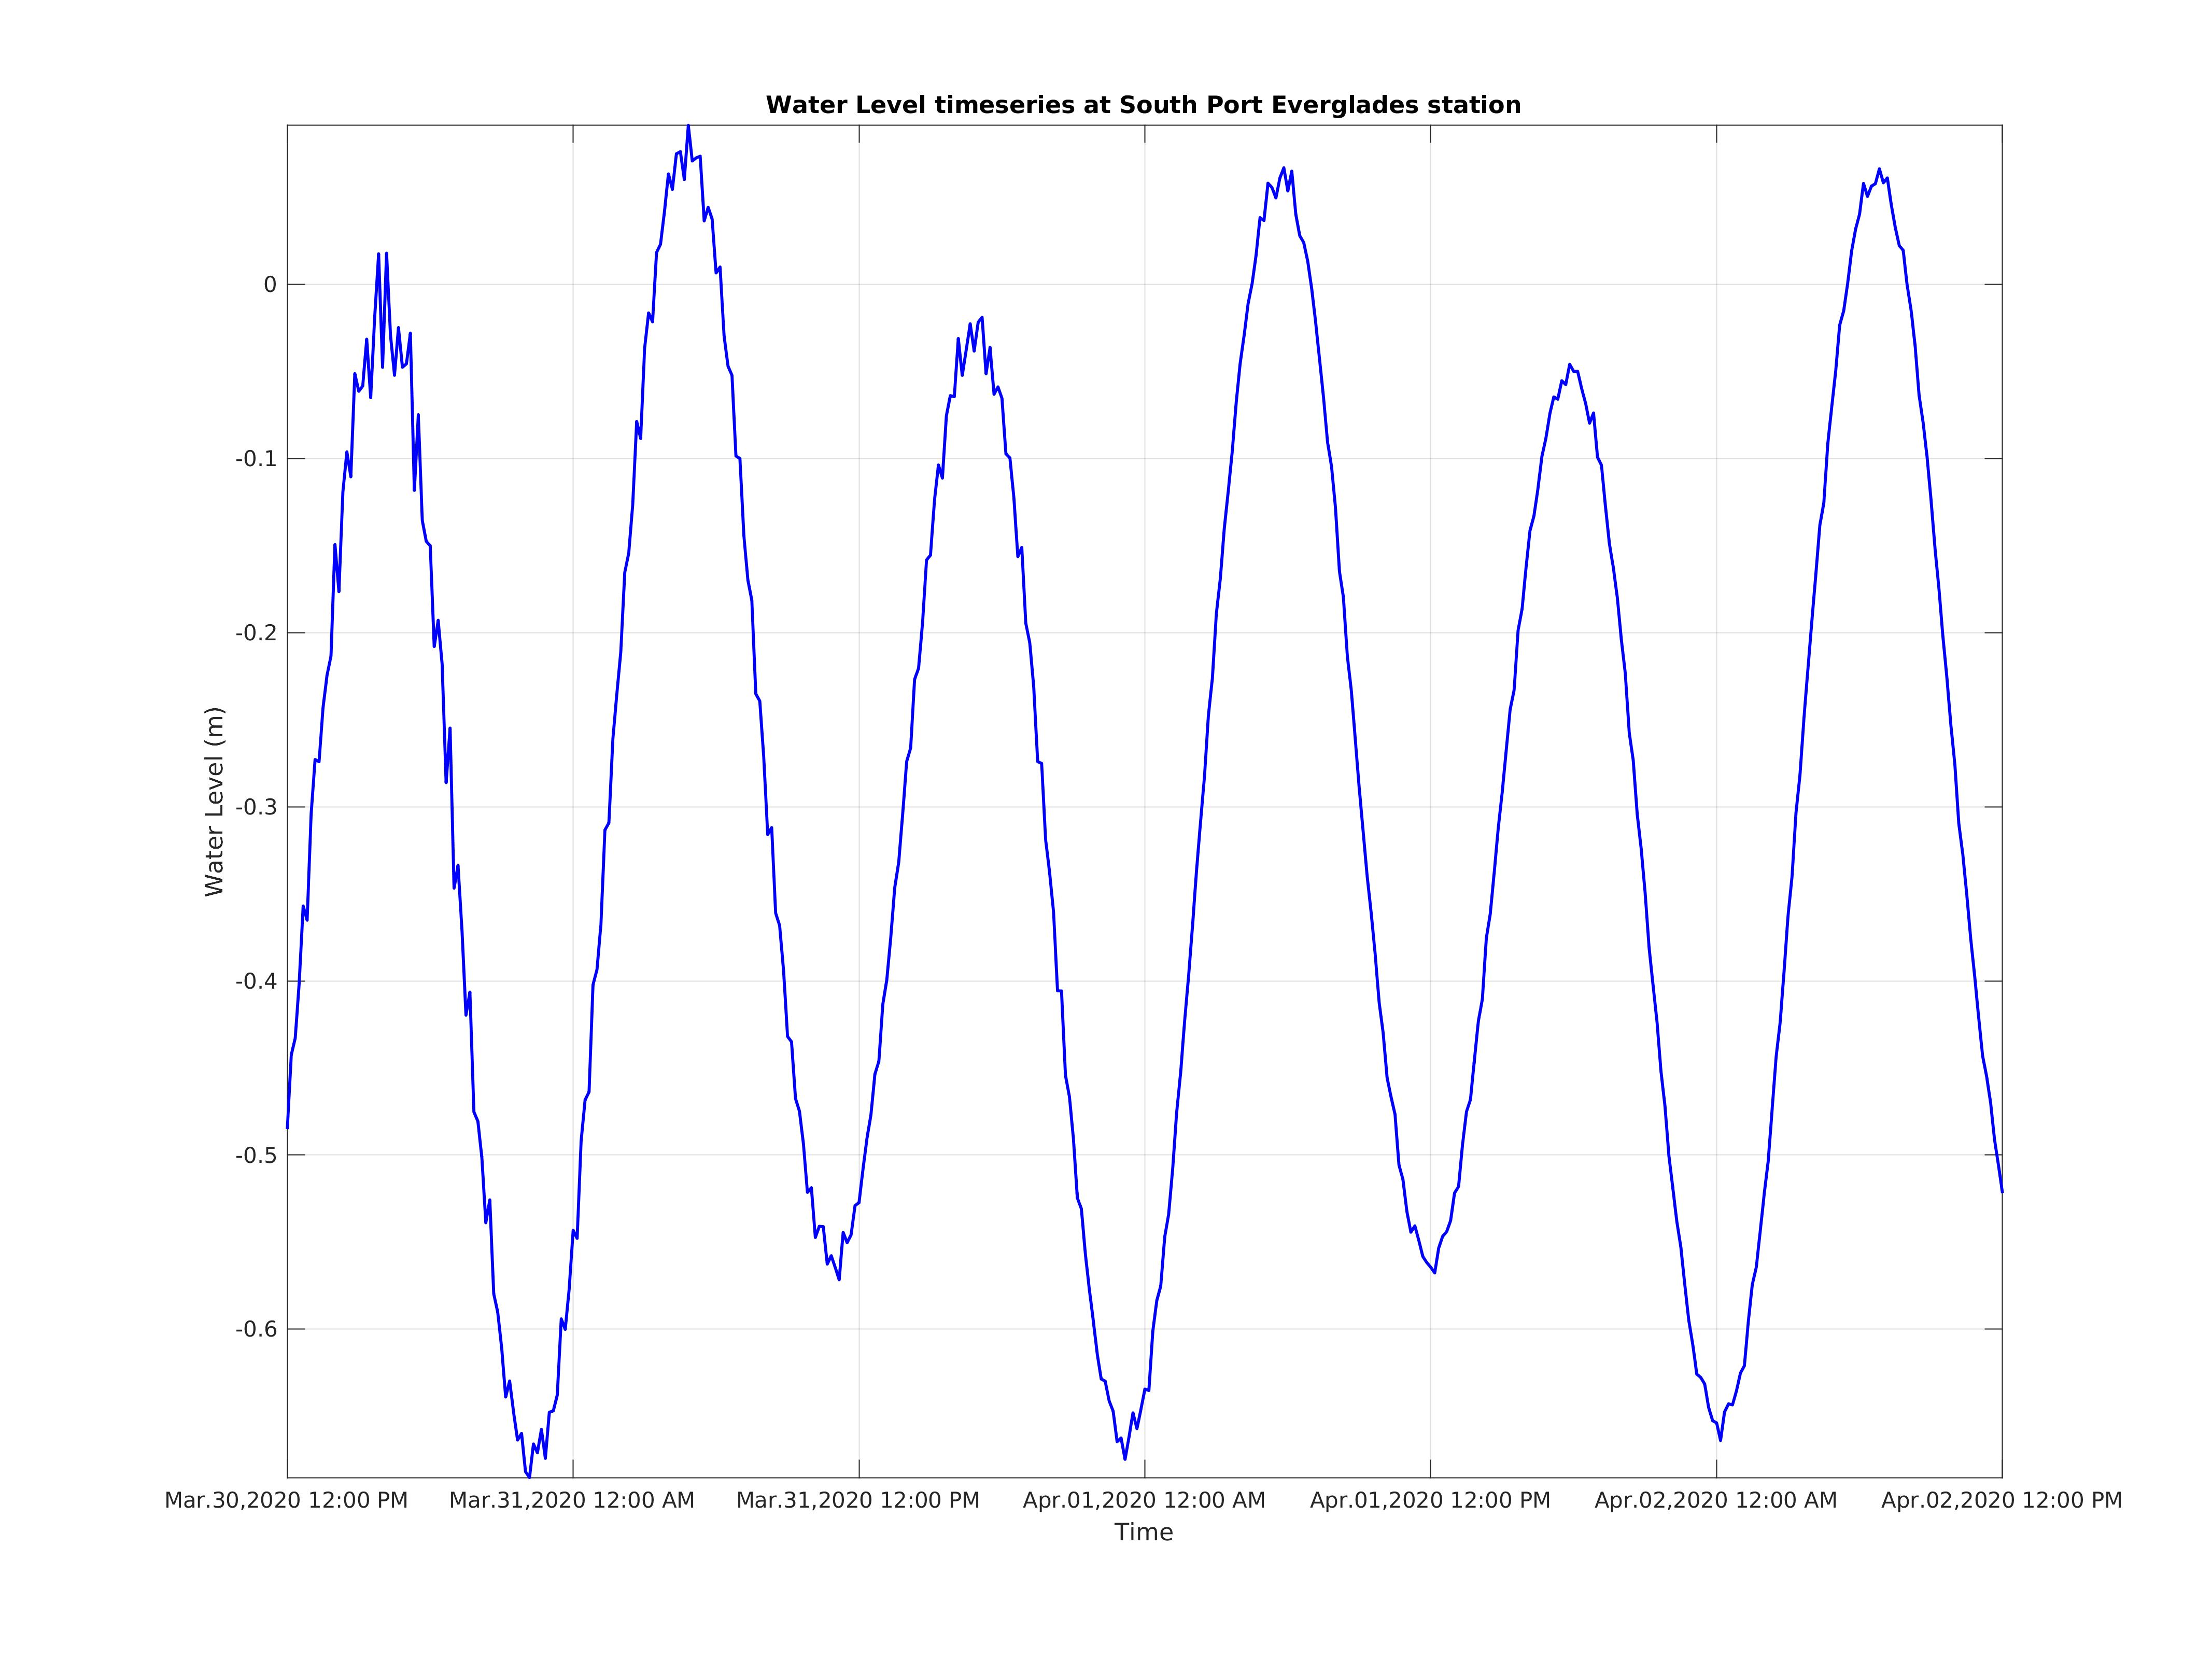 Water Level timeseries at South Port Everglades station
0
-0.1
-0.2
-0.3
-0.4
-0.5
-0.6
Water Level (m)
Mar.30,2020 12:00 PM Mar.31,2020 12:00 AM Mar.31,2020 12:00 PM Apr.01,2020 12:00 AM Apr.01,2020 12:00 PM Apr.02,2020 12:00 AM Apr.02,2020 12:00 PM
Time